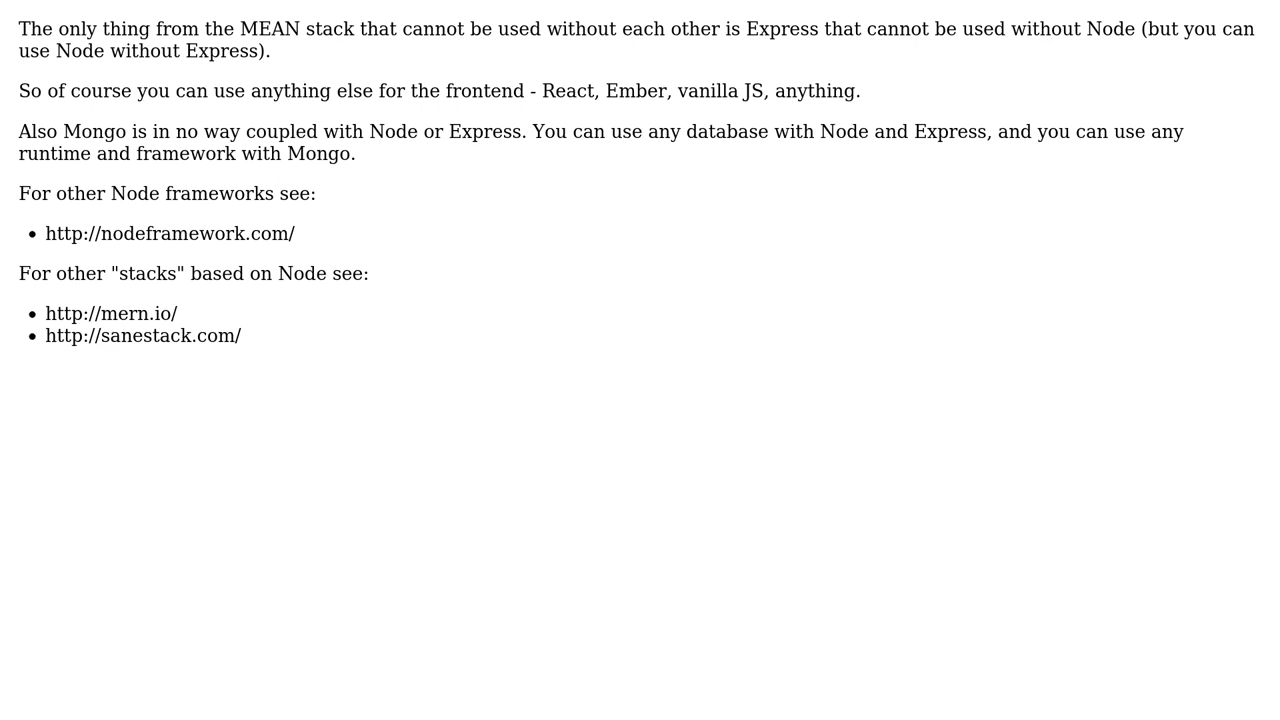 The only thing from the MEAN stack that cannot be used without each other is Express that cannot be used without Node (but you can
use Node without Express).
So of course you can use anything else for the frontend - React, Ember, vanilla JS, anything.
Also Mongo is in no way coupled with Node or Express. You can use any database with Node and Express, and you can use any
runtime and framework with Mongo.
For other Node frameworks see:
• http://nodeframework.com/
For other "stacks" based on Node see:
• http://mern.io/
• http://sanestack.com/